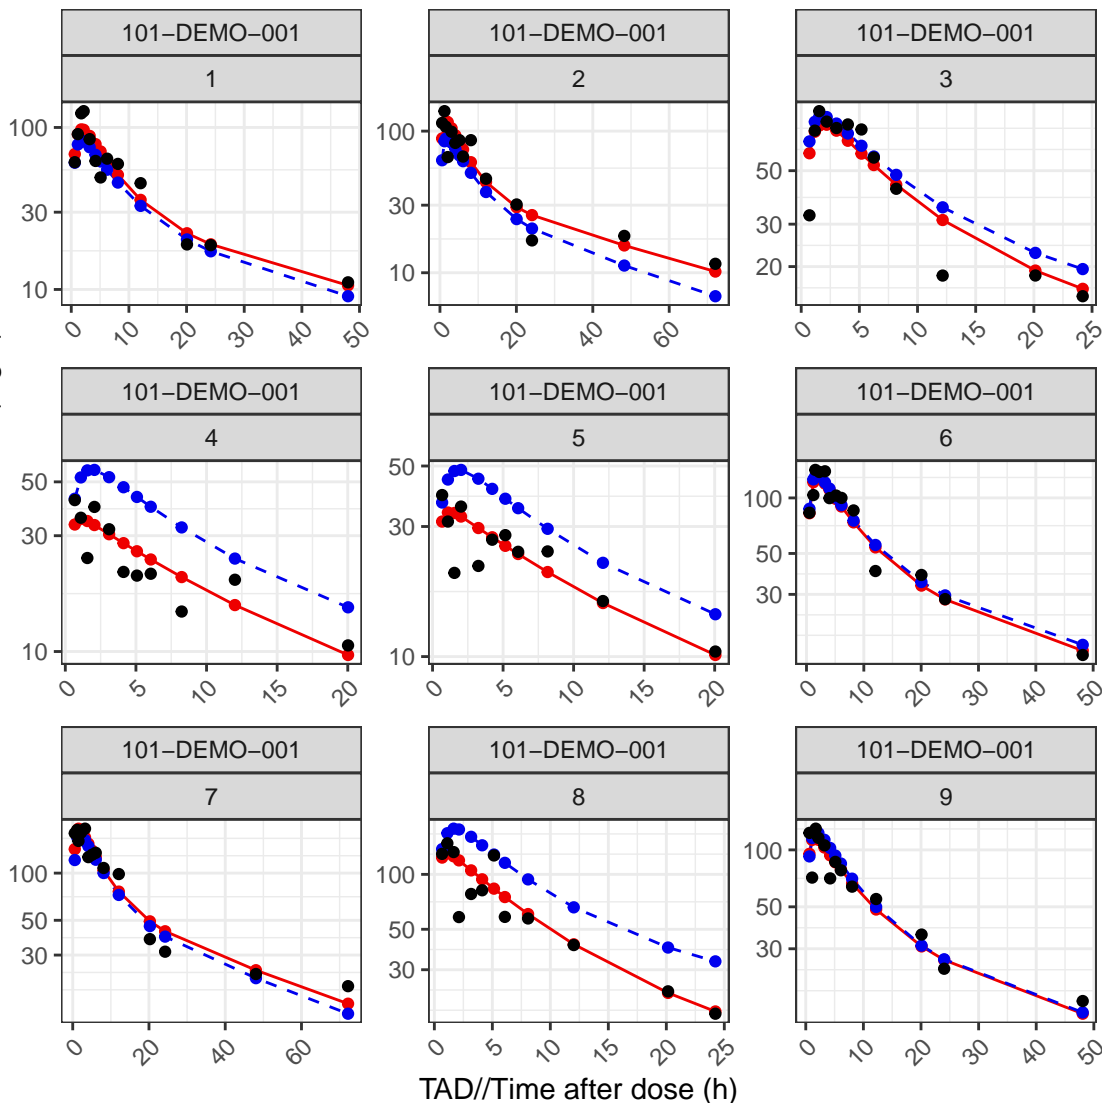 101−DEMO−001 101−DEMO−001 101−DEMO−001
1 2 3
100 100 50
30 30 30
10 10 20
0 10 20 30 40 50 0 20 40 60 0 5 10 15 20 25
101−DEMO−001 101−DEMO−001 101−DEMO−001
4 5 6
50 50 100
30 30 50
10 10 30
0 5 10 15 20 0 5 10 15 20 0 10 20 30 40 50
101−DEMO−001 101−DEMO−001 101−DEMO−001
7 8 9
100 100 100
50 50 50
30 30 30
0 20 40 60 0 5 10 15 20 25 0 10 20 30 40 50
TAD//Time after dose (h)